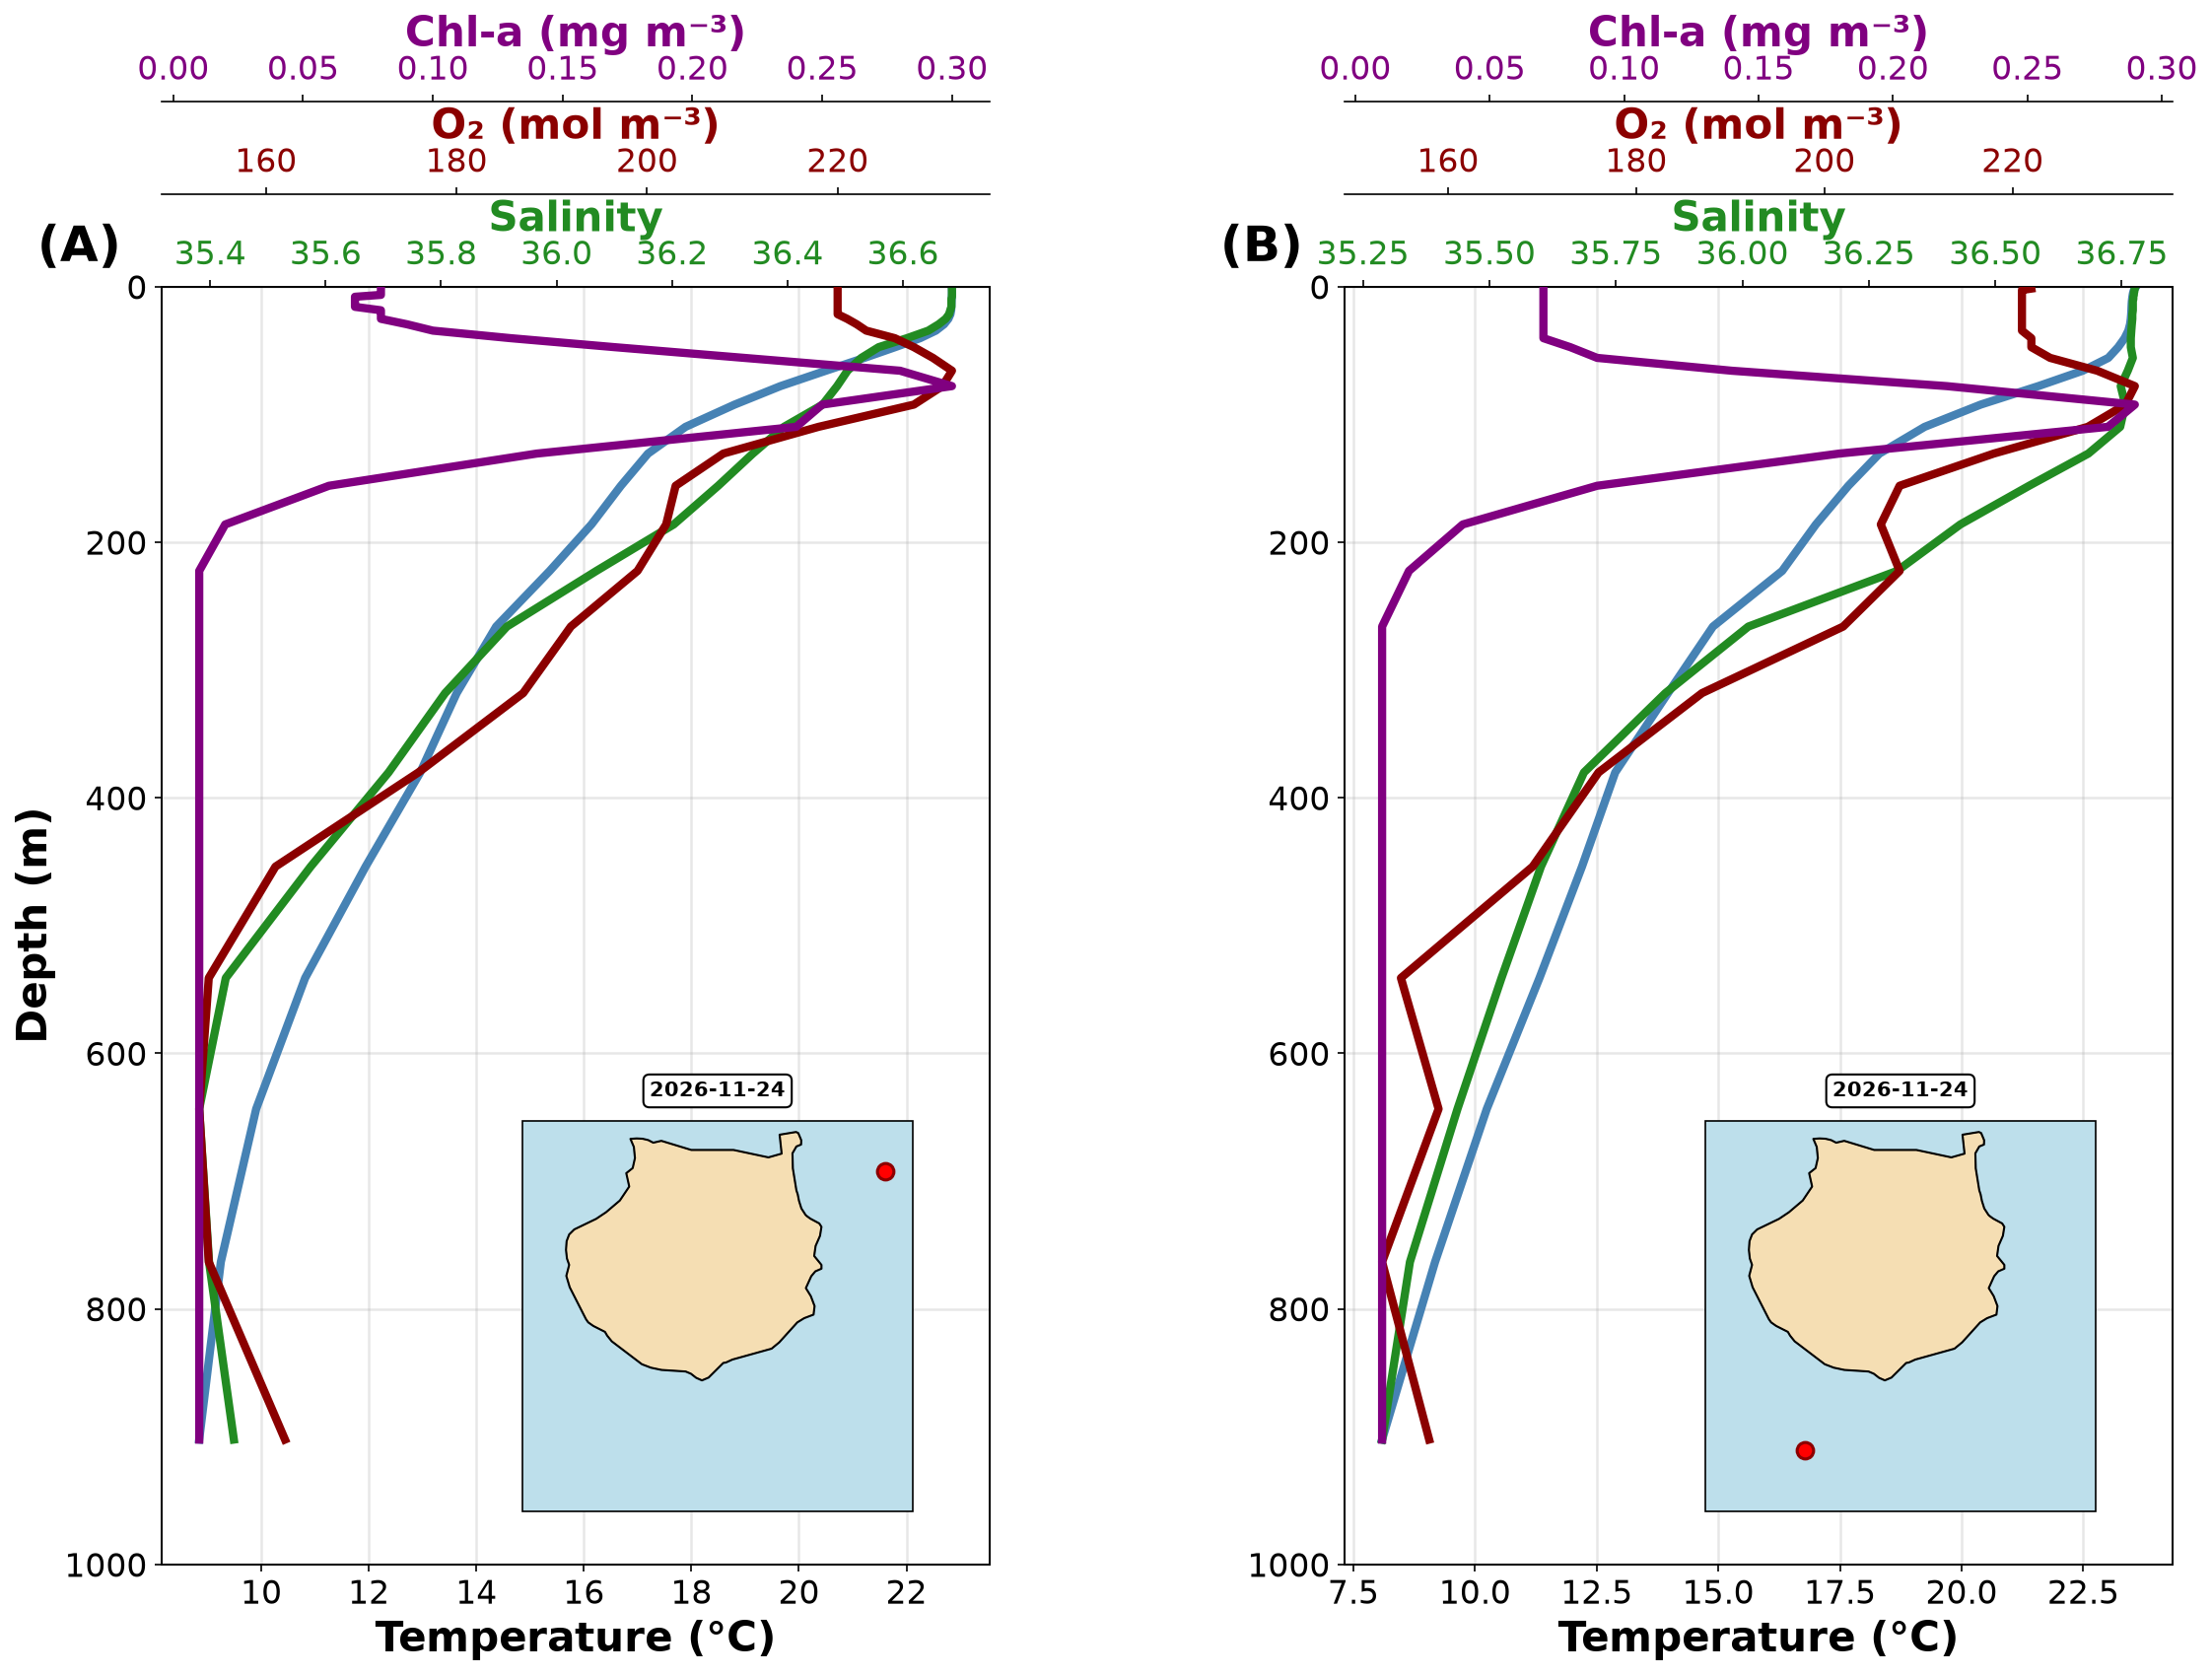 Chl-a (mg m⁻³)
0.00 0.05 0.10 0.15 0.20 0.25 0.30
O₂ (mol m⁻³)
160 180 200 220
Salinity
(A)
35.4 35.6 35.8 36.0 36.2 36.4 36.6
0
200
400
600
800
1000
Depth (m)
2026-11-24
10 12 14 16 18 20 22
Temperature (°C)
Chl-a (mg m⁻³)
0.00 0.05 0.10 0.15 0.20 0.25 0.30
O₂ (mol m⁻³)
160 180 200 220
Salinity
(B)
35.25 35.50 35.75 36.00 36.25 36.50 36.75
0
200
400
600
800
1000
2026-11-24
7.5 10.0 12.5 15.0 17.5 20.0 22.5
Temperature (°C)